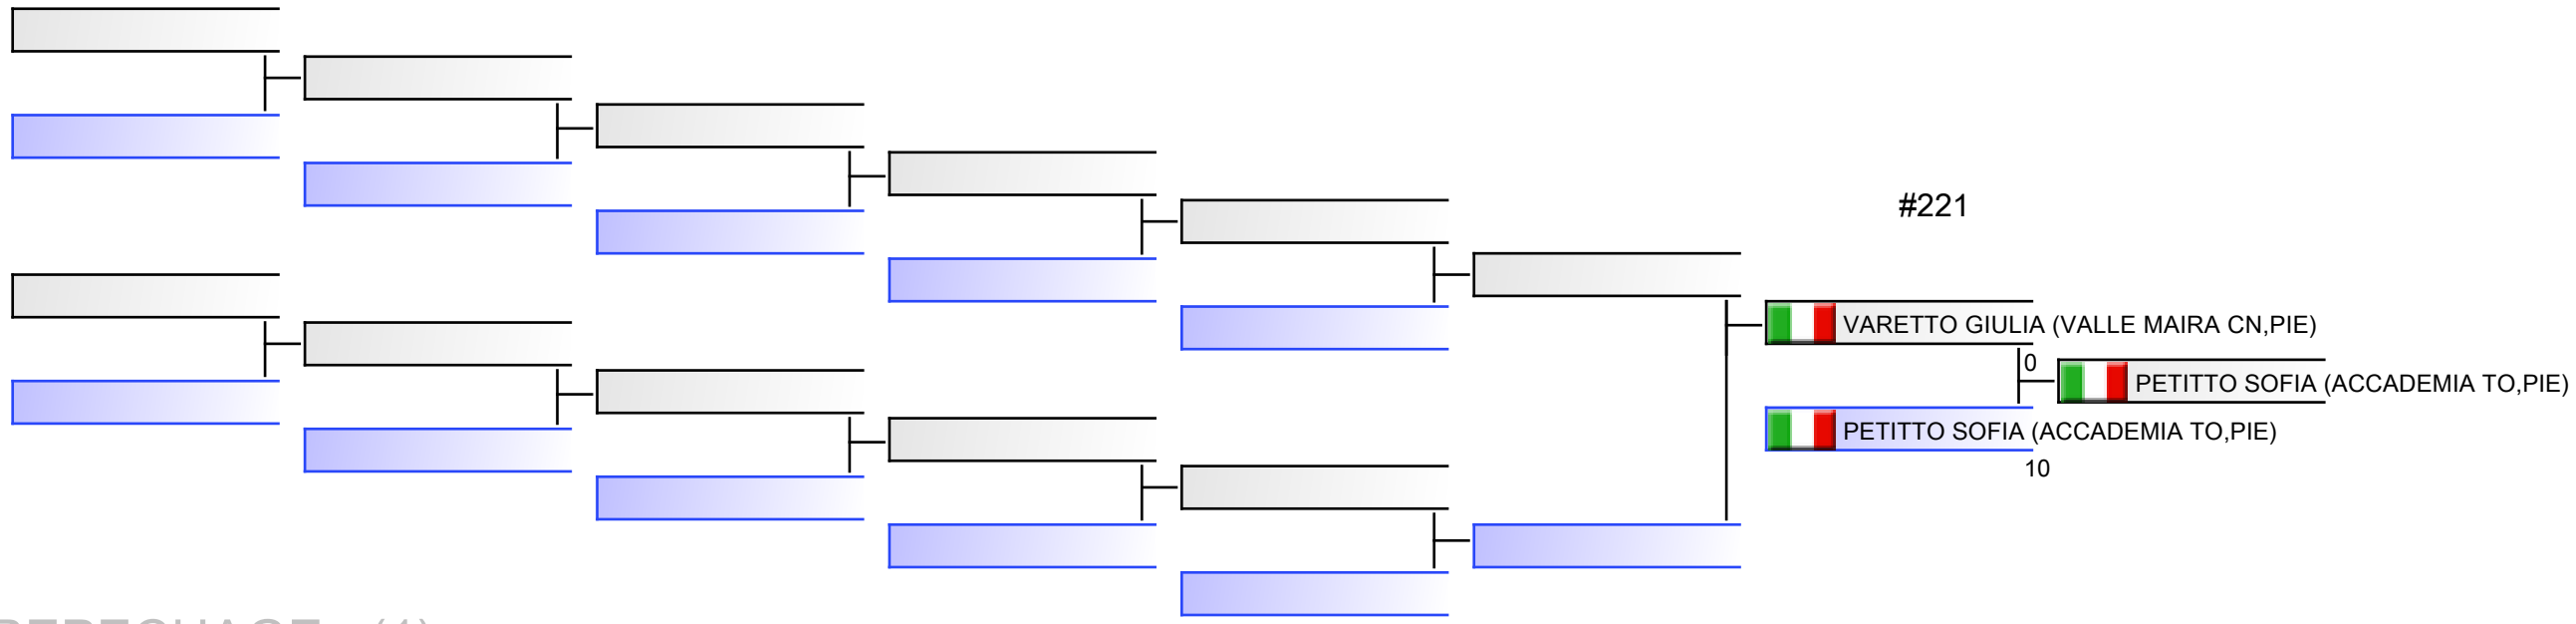 #221
VARETTO GIULIA (VALLE MAIRA CN,PIE)
0
PETITTO SOFIA (ACCADEMIA TO,PIE)
PETITTO SOFIA (ACCADEMIA TO,PIE)
10